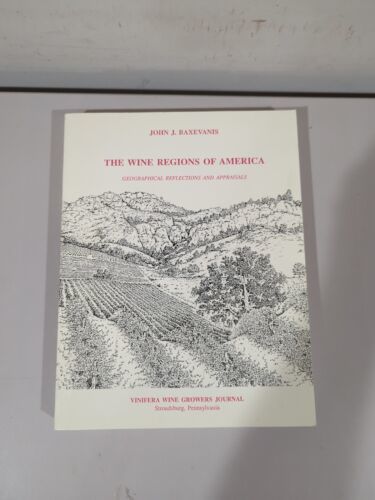 JOHN J. BAXEVANIS
THE WINE REGIONS OF AMERICA
GEOGRAPHICAL REFLECTIONS AND APPRAISALS
VINIFERA WINE GROWERS JOURNAL
Stroudsburg, Pennsylvania